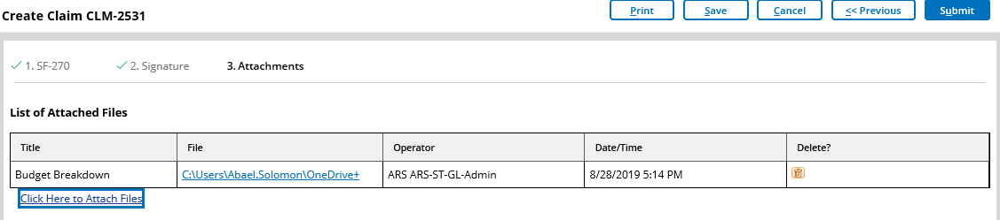 Create Claim CLM-2531
Print Save Cancel << Previous Submit
1. SF-270 2. Signature 3. Attachments
List of Attached Files
Title File Operator Date/Time Delete?
Budget Breakdown C:\Users\Abael.Solomon\OneDrive+ ARS ARS-ST-GL-Admin 8/28/2019 5:14 PM
Click Here to Attach Files